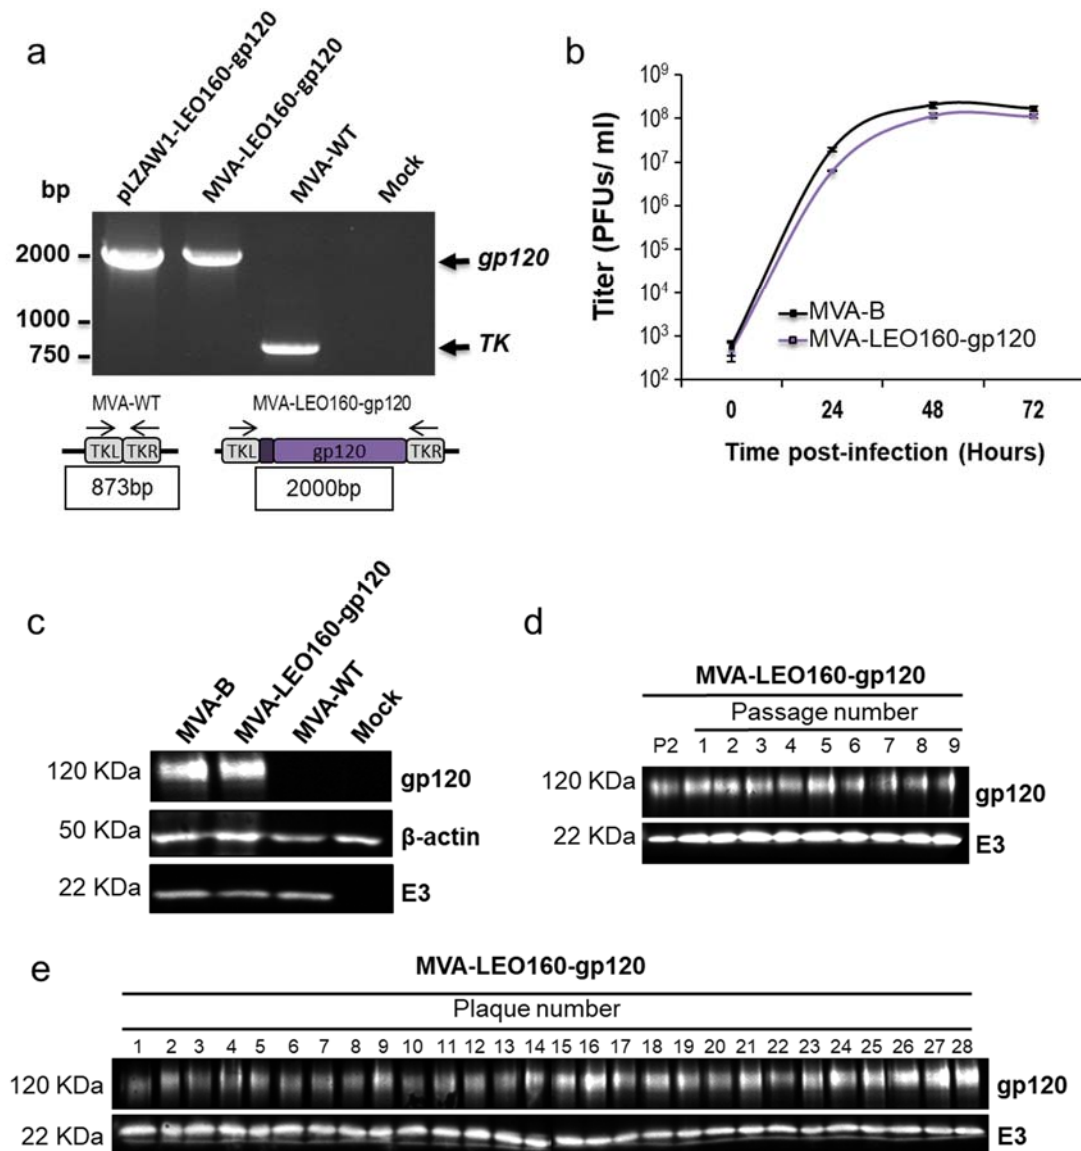 a
pLZAW1-LEO160-gp120
MVA-LEO160-gp120
MVA-WT
Mock
bp
2000
1000
750
gp120
TK
MVA-WT
MVA-LEO160-gp120
TKL TKR
TKL gp120 TKR
873bp
2000bp
b
Titer (PFUs/ ml)
10⁹
10⁸
10⁷
10⁶
10⁵
10⁴
10³
10²
MVA-B
MVA-LEO160-gp120
0 24 48 72
Time post-infection (Hours)
c
MVA-B
MVA-LEO160-gp120
MVA-WT
Mock
120 KDa gp120
50 KDa β-actin
22 KDa E3
d
MVA-LEO160-gp120
Passage number
P2 1 2 3 4 5 6 7 8 9
120 KDa gp120
22 KDa E3
e
MVA-LEO160-gp120
Plaque number
1 2 3 4 5 6 7 8 9 10 11 12 13 14 15 16 17 18 19 20 21 22 23 24 25 26 27 28
120 KDa gp120
22 KDa E3